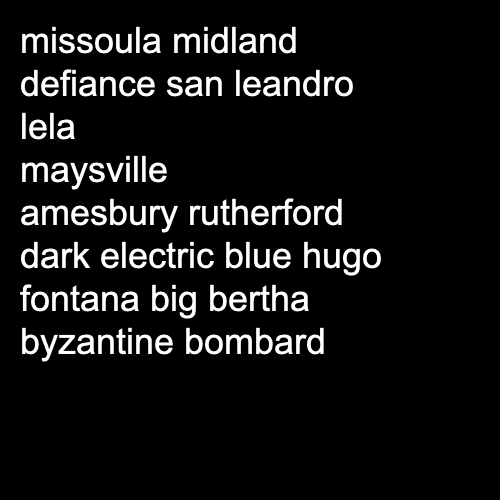 missoula midland
defiance san leandro
lela
maysville
amesbury rutherford
dark electric blue hugo
fontana big bertha
byzantine bombard